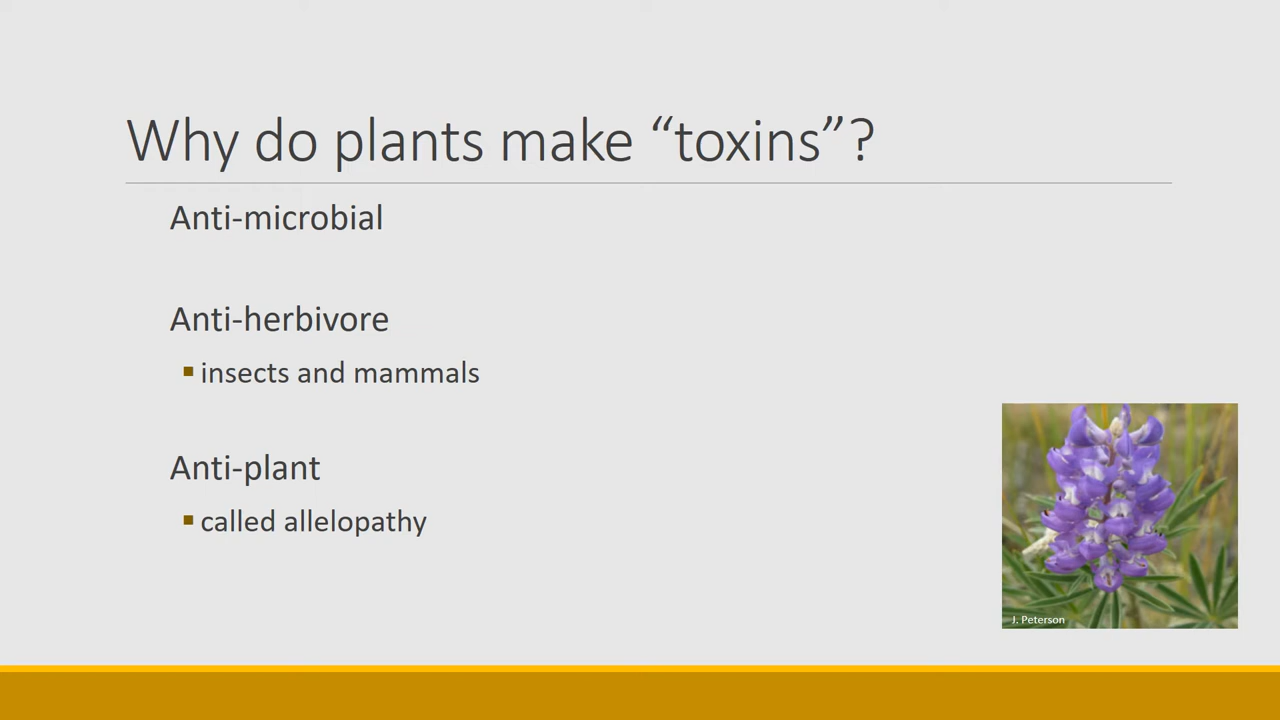 Why do plants make “toxins”?
Anti-microbial
Anti-herbivore
insects and mammals
Anti-plant
called allelopathy
J. Peterson